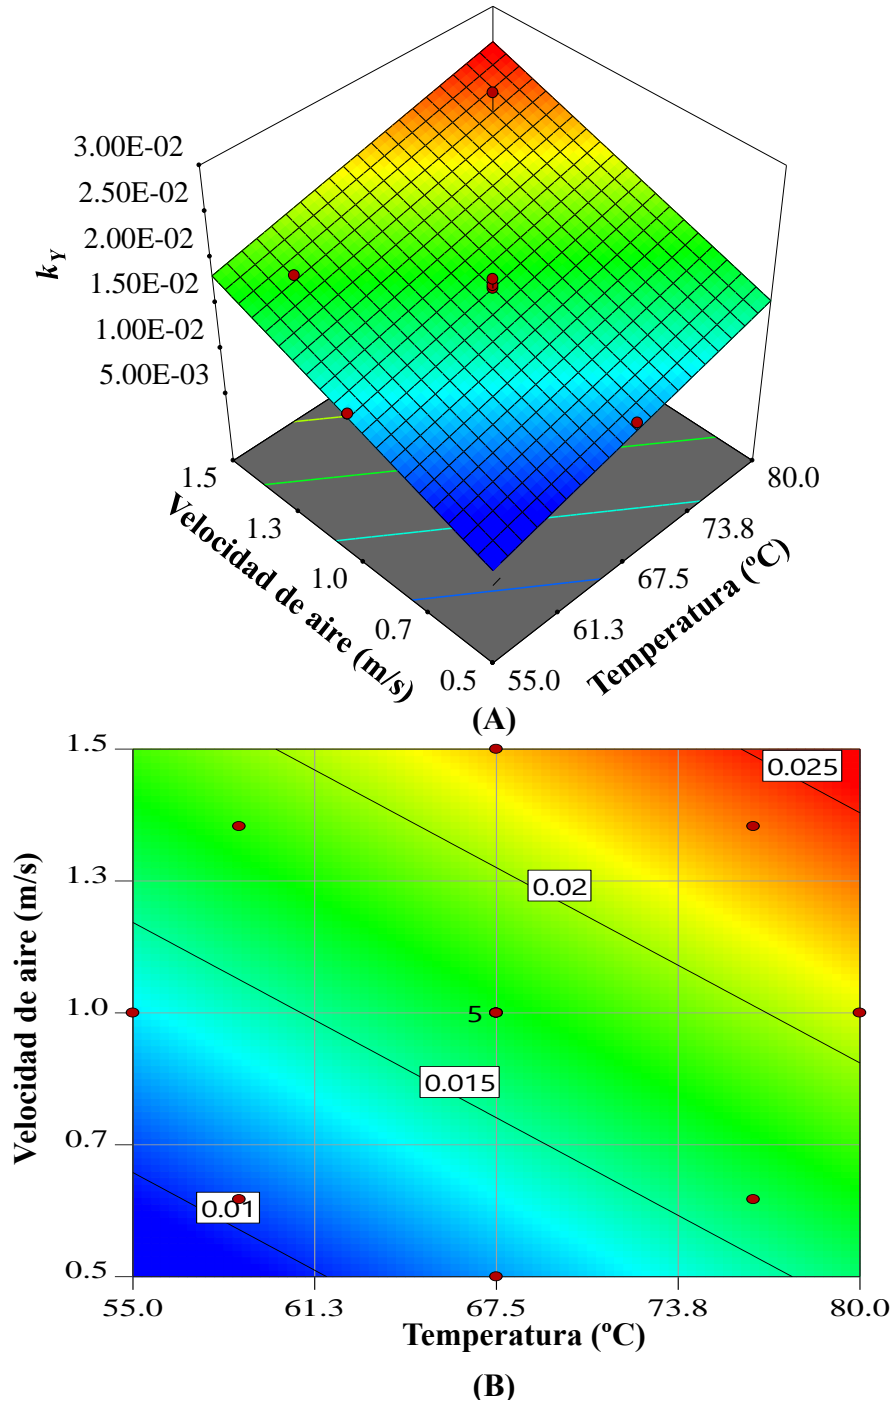 3.00E-02
2.50E-02
2.00E-02
1.50E-02
1.00E-02
5.00E-03
kY
1.5
1.3
1.0
0.7
0.5
Velocidad de aire (m/s)
55.0
61.3
67.5
73.8
80.0
Temperatura (ºC)
(A)
1.5
1.3
1.0
0.7
0.5
Velocidad de aire (m/s)
0.025
0.02
5
0.015
0.01
55.0 61.3 67.5 73.8 80.0
Temperatura (ºC)
(B)